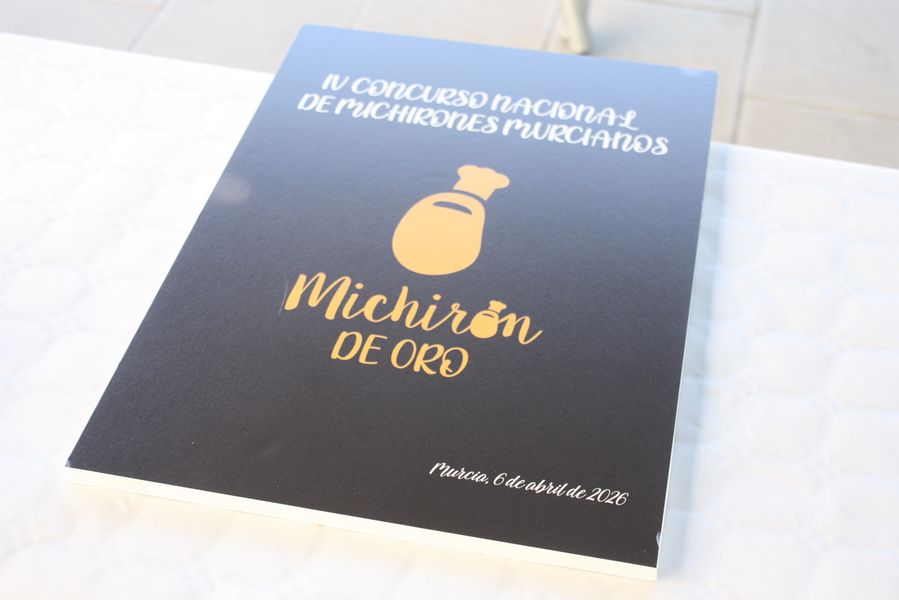 IV CONCURSO NACIONAL
DE MICHIRONES MURCIANOS
Michirón
DE ORO
Murcia, 6 de abril de 2026